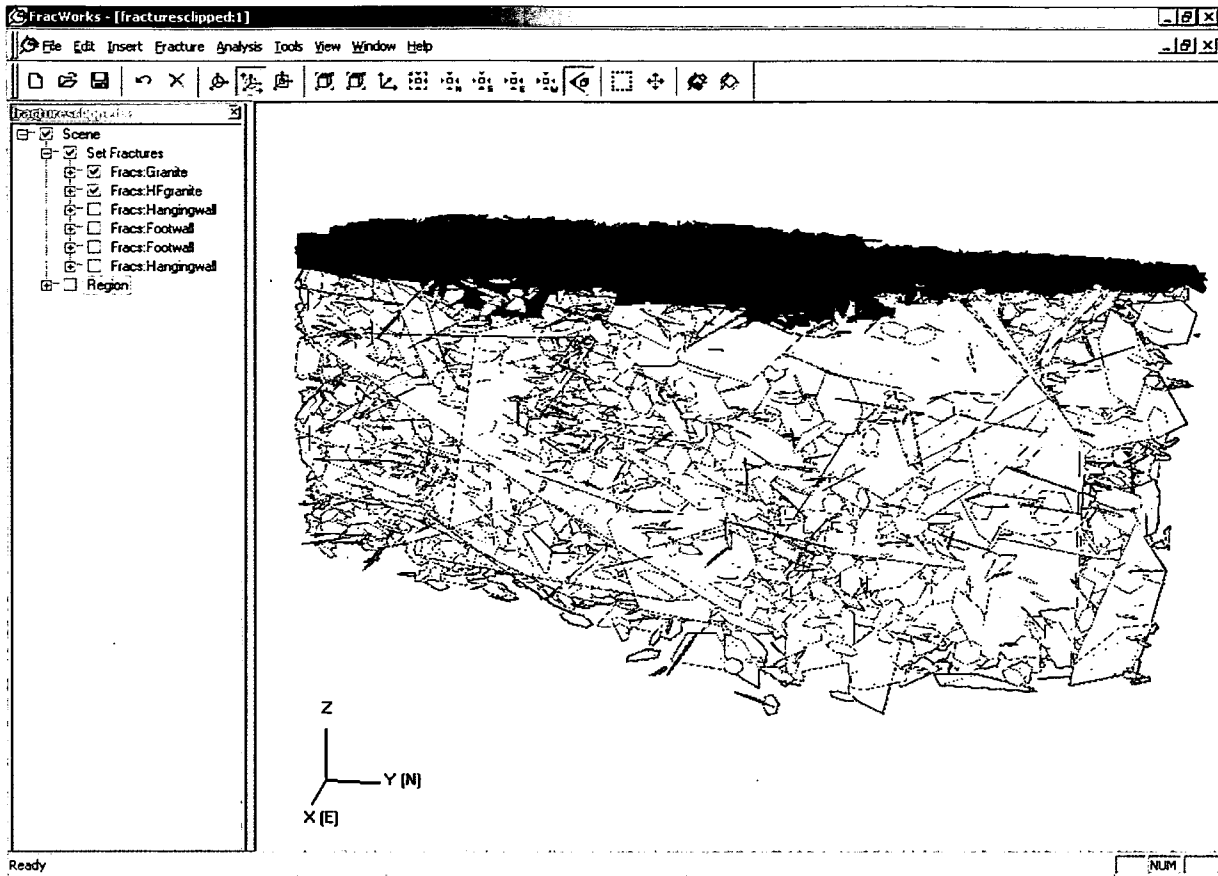 FracWorks - [fracturesclipped:1]
File Edit Insert Fracture Analysis Tools View Window Help
Scene
Set Fractures
Fracs:Granite
Fracs:HFgranite
Fracs:Hangingwall
Fracs:Footwall
Fracs:Footwall
Fracs:Hangingwall
Region
Z
Y (N)
X (E)
Ready
NUM